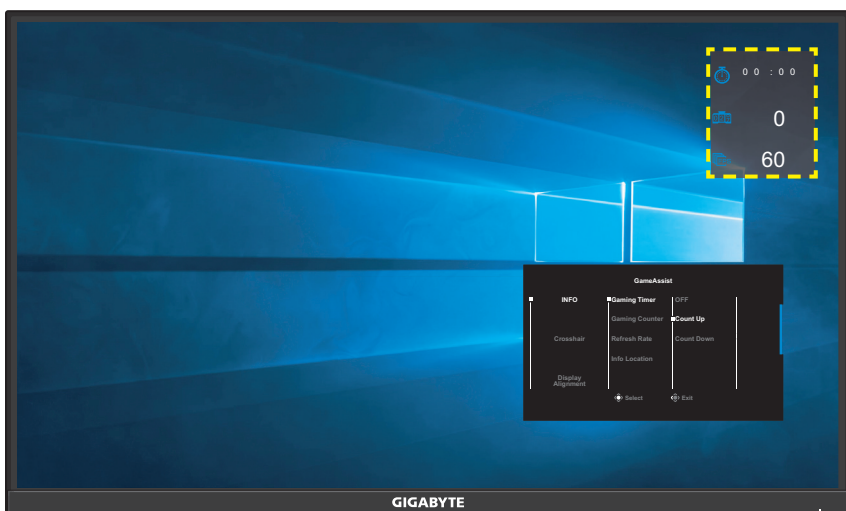 00:00
0
60
GameAssist
INFO Gaming Timer OFF
Gaming Counter Count Up
Crosshair Refresh Rate Count Down
Info Location
Display
Alignment
Select Exit
GIGABYTE